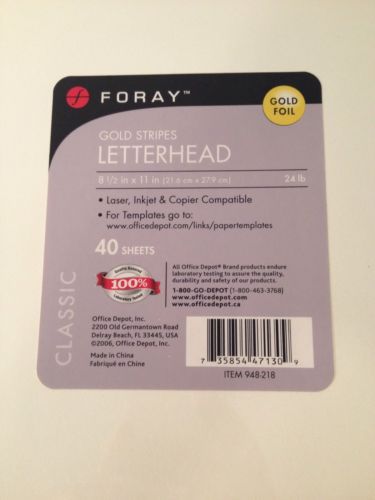 FORAY™
GOLD
FOIL
GOLD STRIPES
LETTERHEAD
8 1/2 in x 11 in (21.6 cm x 27.9 cm) 24 lb
• Laser, Inkjet & Copier Compatible
• For Templates go to:
www.officedepot.com/links/papertemplates
40 SHEETS
CLASSIC
Quality Assured
100%
Laboratory Tested
All Office Depot® Brand products endure
laboratory testing to assure the quality,
durability and safety of our products.
1-800-GO-DEPOT (1-800-463-3768)
www.officedepot.com
www.officedepot.ca
Office Depot, Inc.
2200 Old Germantown Road
Delray Beach, FL 33445, USA
©2006, Office Depot, Inc.
Made in China
Fabriqué en Chine
7 35854 47130 9
ITEM 948-218